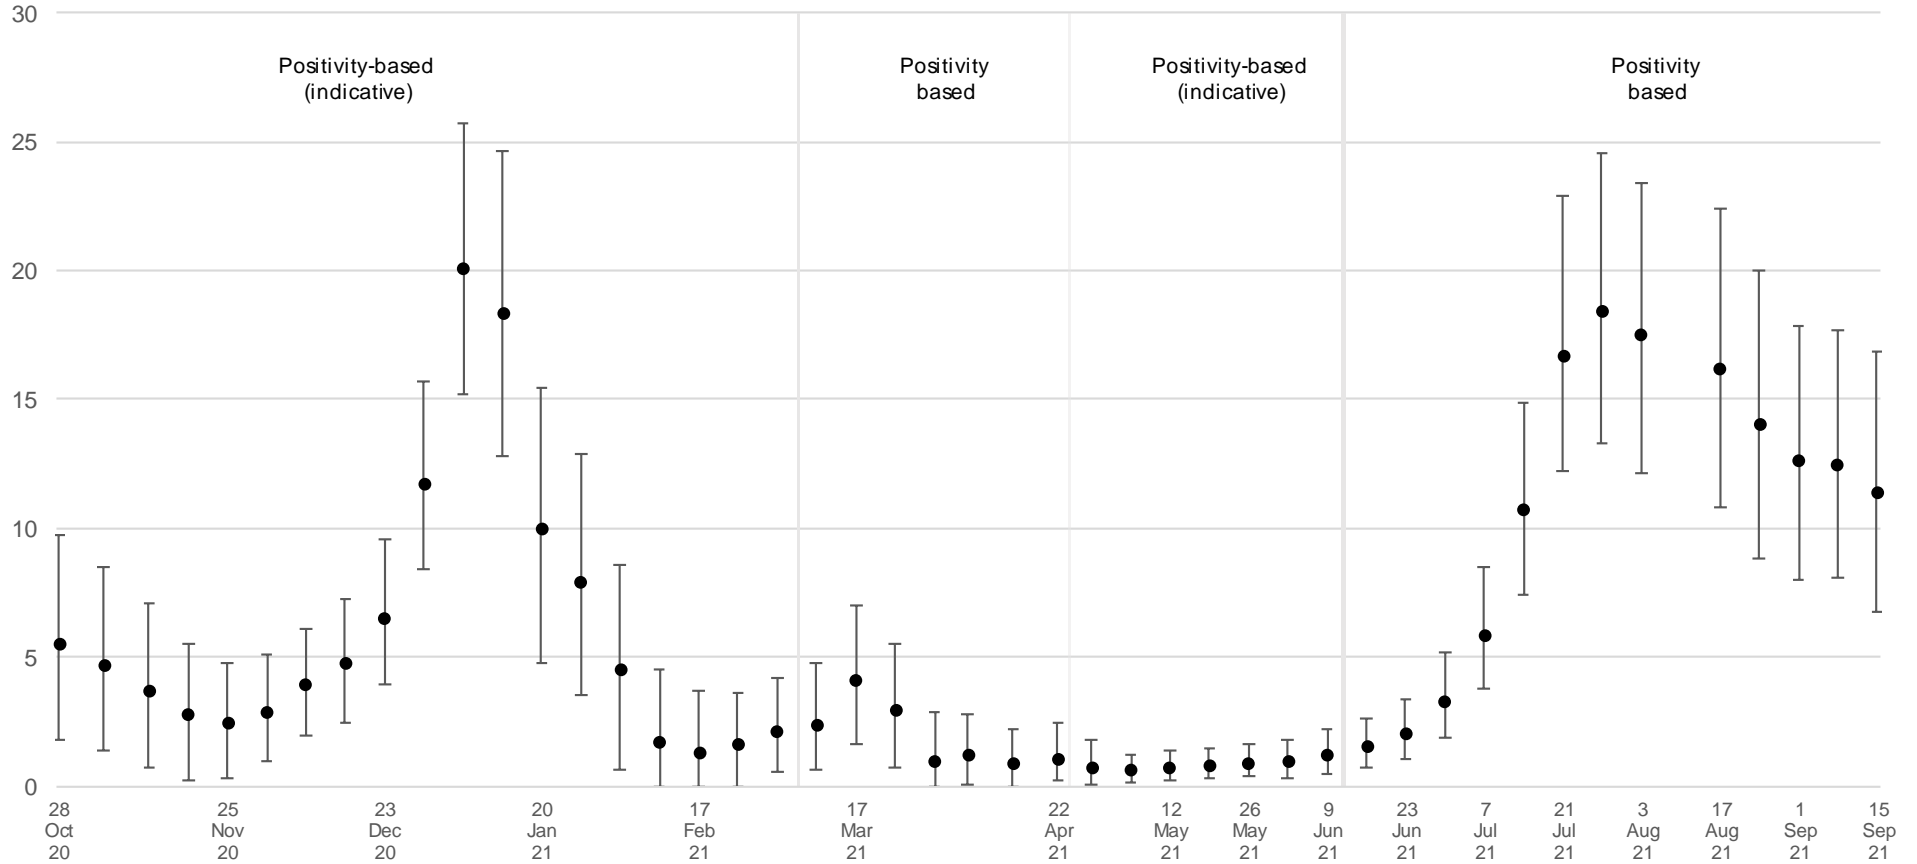 30
Positivity-based
(indicative)
Positivity
based
Positivity-based
(indicative)
Positivity
based
25
20
15
10
5
0
28
Oct
20
25
Nov
20
23
Dec
20
20
Jan
21
17
Feb
21
17
Mar
21
22
Apr
21
12
May
21
26
May
21
9
Jun
21
23
Jun
21
7
Jul
21
21
Jul
21
3
Aug
21
17
Aug
21
1
Sep
21
15
Sep
21